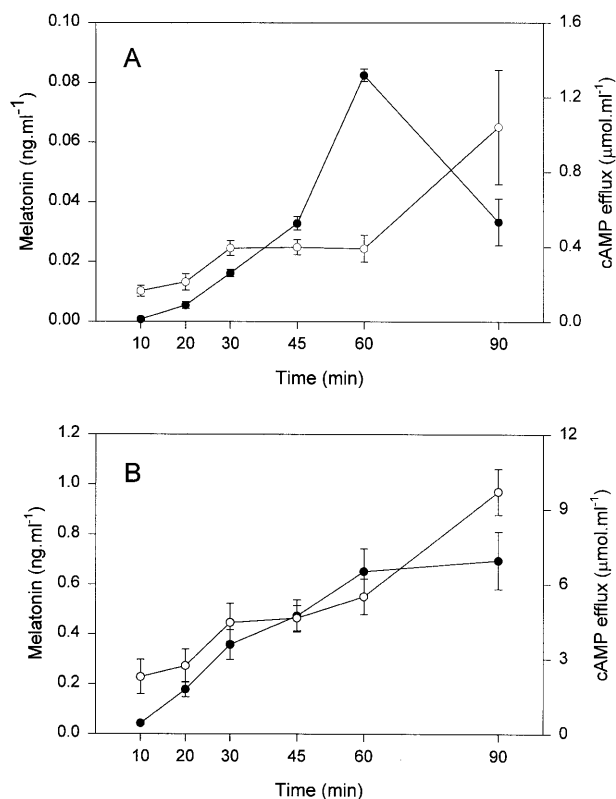 A
0.10
0.08
0.06
0.04
0.02
0.00
Melatonin (ng.ml⁻¹)
1.6
1.2
0.8
0.4
0.0
cAMP efflux (μmol.ml⁻¹)
10 20 30 45 60 90
Time (min)
B
1.2
1.0
0.8
0.6
0.4
0.2
0.0
Melatonin (ng.ml⁻¹)
12
9
6
3
0
cAMP efflux (μmol.ml⁻¹)
10 20 30 45 60 90
Time (min)